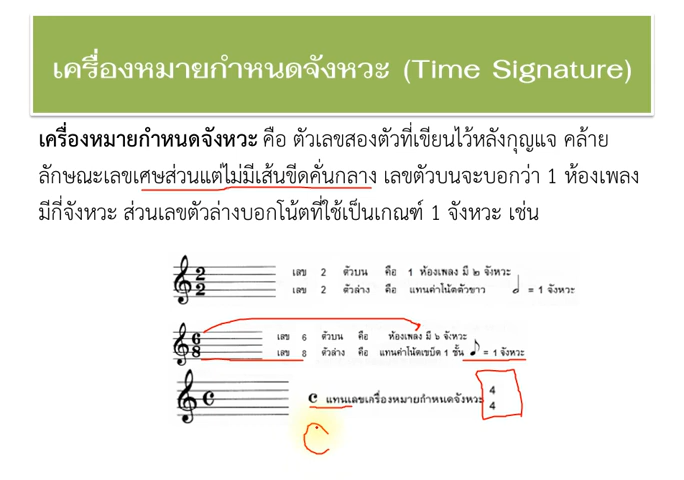 เครื่องหมายกำหนดจังหวะ (Time Signature)
เครื่องหมายกำหนดจังหวะ คือ ตัวเลขสองตัวที่เขียนไว้หลังกุญแจ คล้าย
ลักษณะเลขเศษส่วนแต่ไม่มีเส้นขีดคั่นกลาง เลขตัวบนจะบอกว่า 1 ห้องเพลง
มีกี่จังหวะ ส่วนเลขตัวล่างบอกโน้ตที่ใช้เป็นเกณฑ์ 1 จังหวะ เช่น
2 เลข 2 ตัวบน คือ 1 ห้องเพลง มี ๒ จังหวะ
2 เลข 2 ตัวล่าง คือ แทนค่าโน้ตตัวขาว = 1 จังหวะ
6 เลข 6 ตัวบน คือ ห้องเพลง มี ๖ จังหวะ
8 เลข 8 ตัวล่าง คือ แทนค่าโน้ตเขบ็ต 1 ชั้น = 1 จังหวะ
C C แทนเลขเครื่องหมายกำหนดจังหวะ 4
4
C